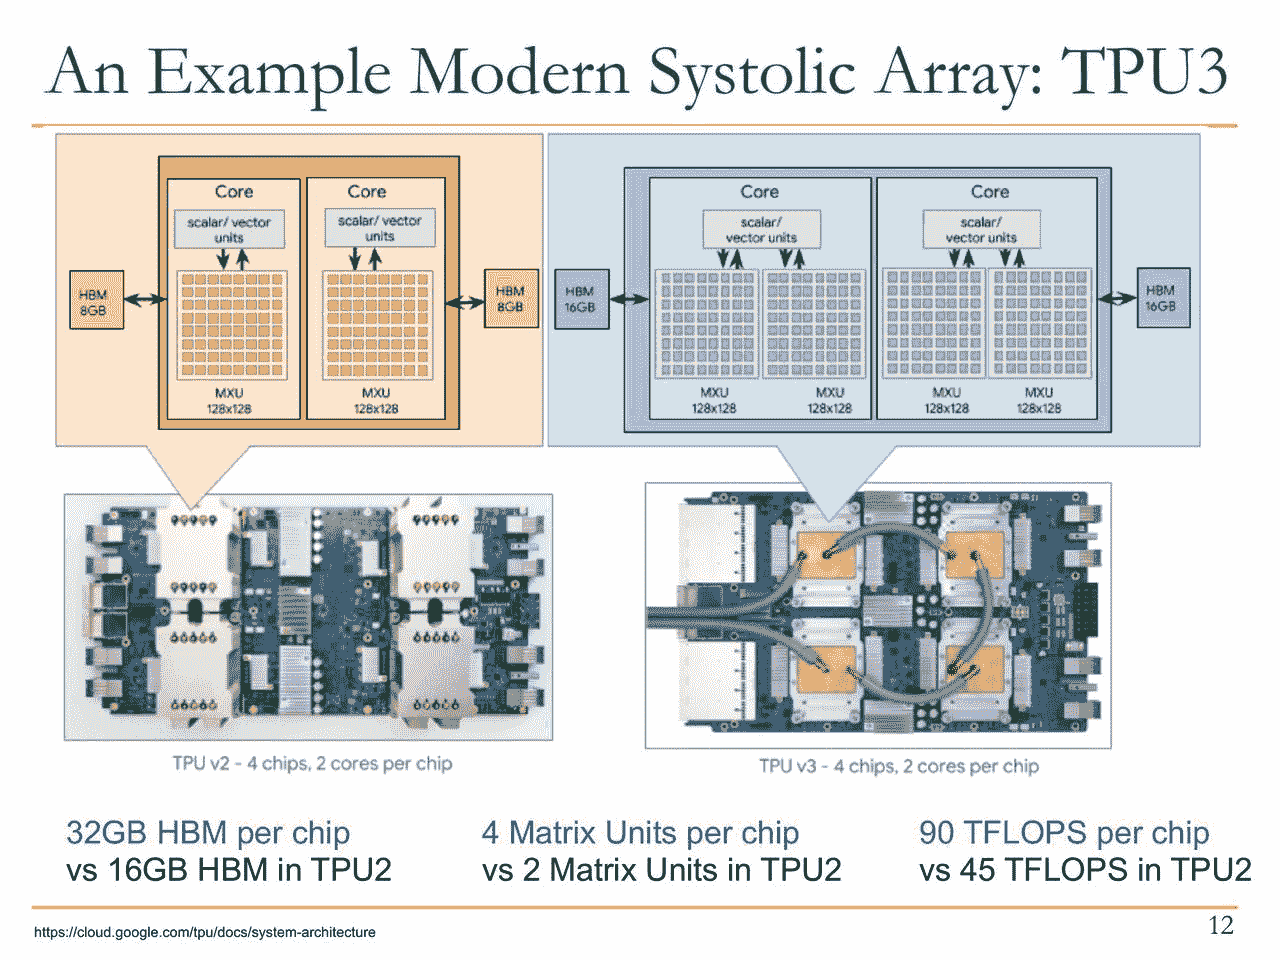 An Example Modern Systolic Array: TPU3
Core
Core
scalar/ vector
units
scalar/ vector
units
HBM
8GB
HBM
8GB
MXU
128x128
MXU
128x128
Core
Core
scalar/
vector units
scalar/
vector units
HBM
16GB
HBM
16GB
MXU
128x128
MXU
128x128
MXU
128x128
MXU
128x128
TPU v2 - 4 chips, 2 cores per chip
TPU v3 - 4 chips, 2 cores per chip
32GB HBM per chip
vs 16GB HBM in TPU2
4 Matrix Units per chip
vs 2 Matrix Units in TPU2
90 TFLOPS per chip
vs 45 TFLOPS in TPU2
https://cloud.google.com/tpu/docs/system-architecture
12